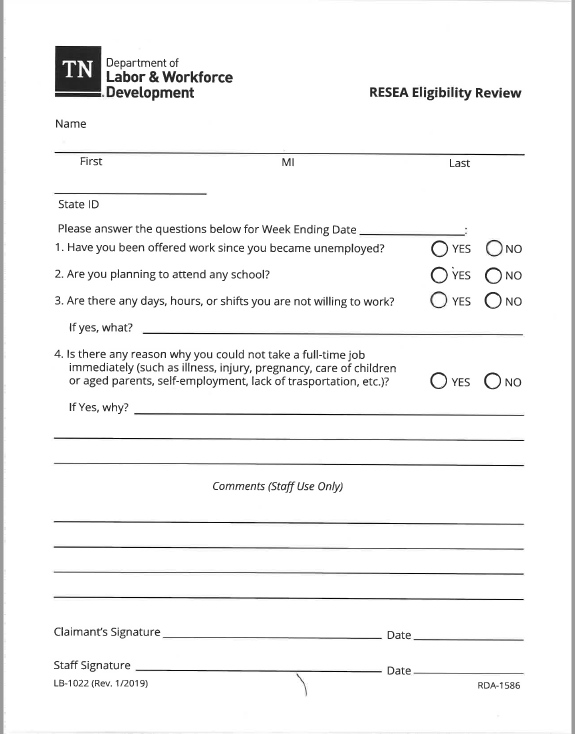 TN
Department of
Labor & Workforce
Development
RESEA Eligibility Review
Name
First MI Last
State ID
Please answer the questions below for Week Ending Date :
1. Have you been offered work since you became unemployed? YES NO
2. Are you planning to attend any school? YES NO
3. Are there any days, hours, or shifts you are not willing to work? YES NO
If yes, what?
4. Is there any reason why you could not take a full-time job
immediately (such as illness, injury, pregnancy, care of children
or aged parents, self-employment, lack of trasportation, etc.)? YES NO
If Yes, why?
Comments (Staff Use Only)
Claimant's Signature Date
Staff Signature Date
LB-1022 (Rev. 1/2019) RDA-1586